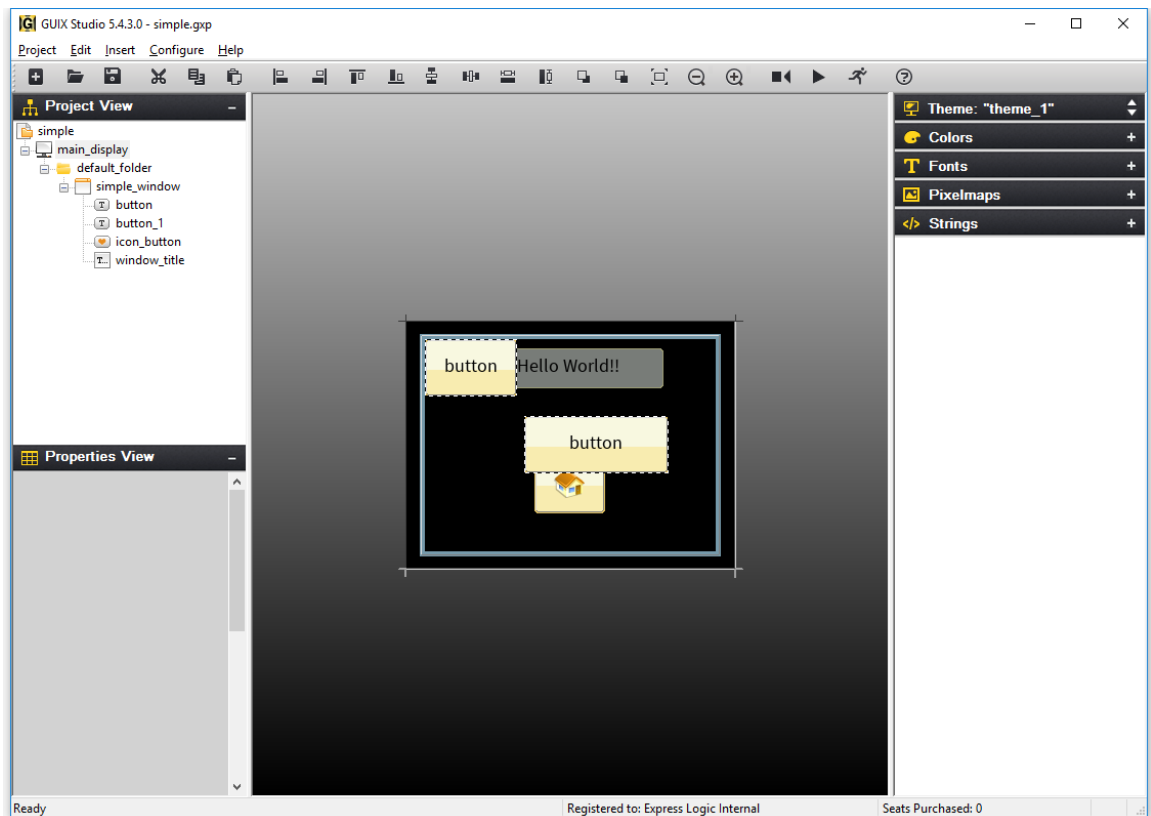 GUIX Studio 5.4.3.0 - simple.gxp
Project Edit Insert Configure Help
Project View
simple
main_display
default_folder
simple_window
button
button_1
icon_button
window_title
Properties View
button Hello World!!
button
Theme: "theme_1"
Colors
Fonts
Pixelmaps
Strings
Ready
Registered to: Express Logic Internal
Seats Purchased: 0